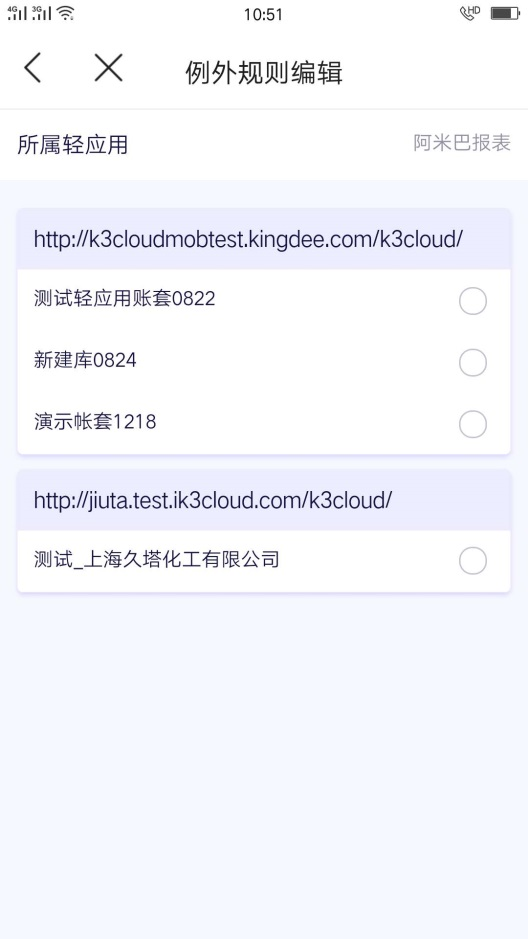 4G 3G 10:51 HD
例外规则编辑
所属轻应用 阿米巴报表
http://k3cloudmobtest.kingdee.com/k3cloud/
测试轻应用账套0822
新建库0824
演示帐套1218
http://jiuta.test.ik3cloud.com/k3cloud/
测试_上海久塔化工有限公司